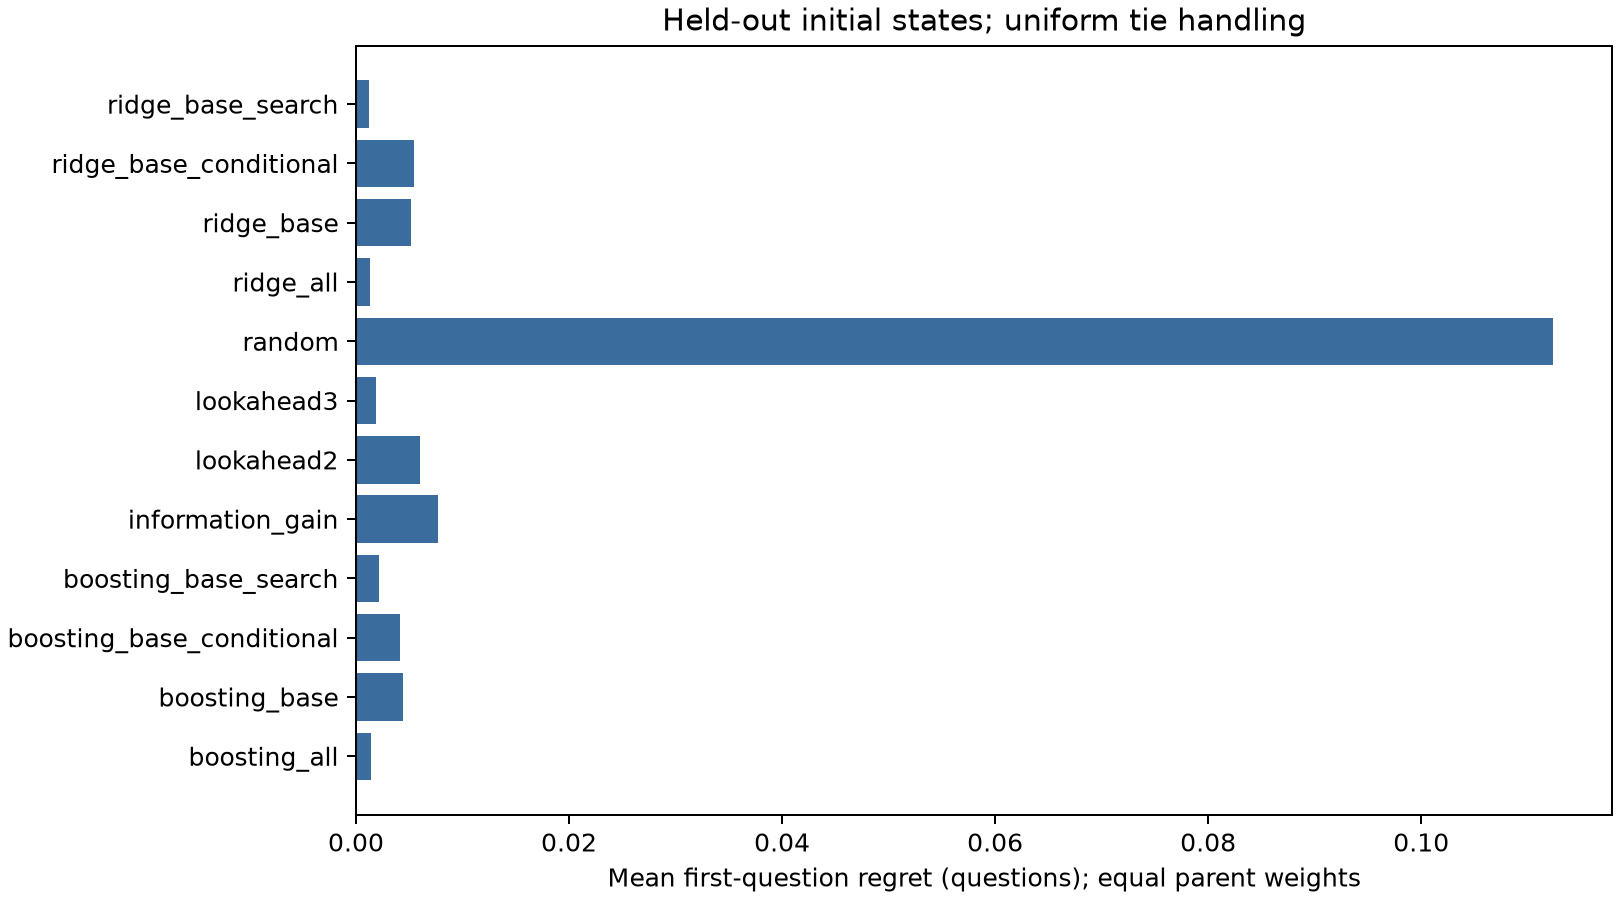 Held-out initial states; uniform tie handling
ridge_base_search
ridge_base_conditional
ridge_base
ridge_all
random
lookahead3
lookahead2
information_gain
boosting_base_search
boosting_base_conditional
boosting_base
boosting_all
0.00 0.02 0.04 0.06 0.08 0.10
Mean first-question regret (questions); equal parent weights